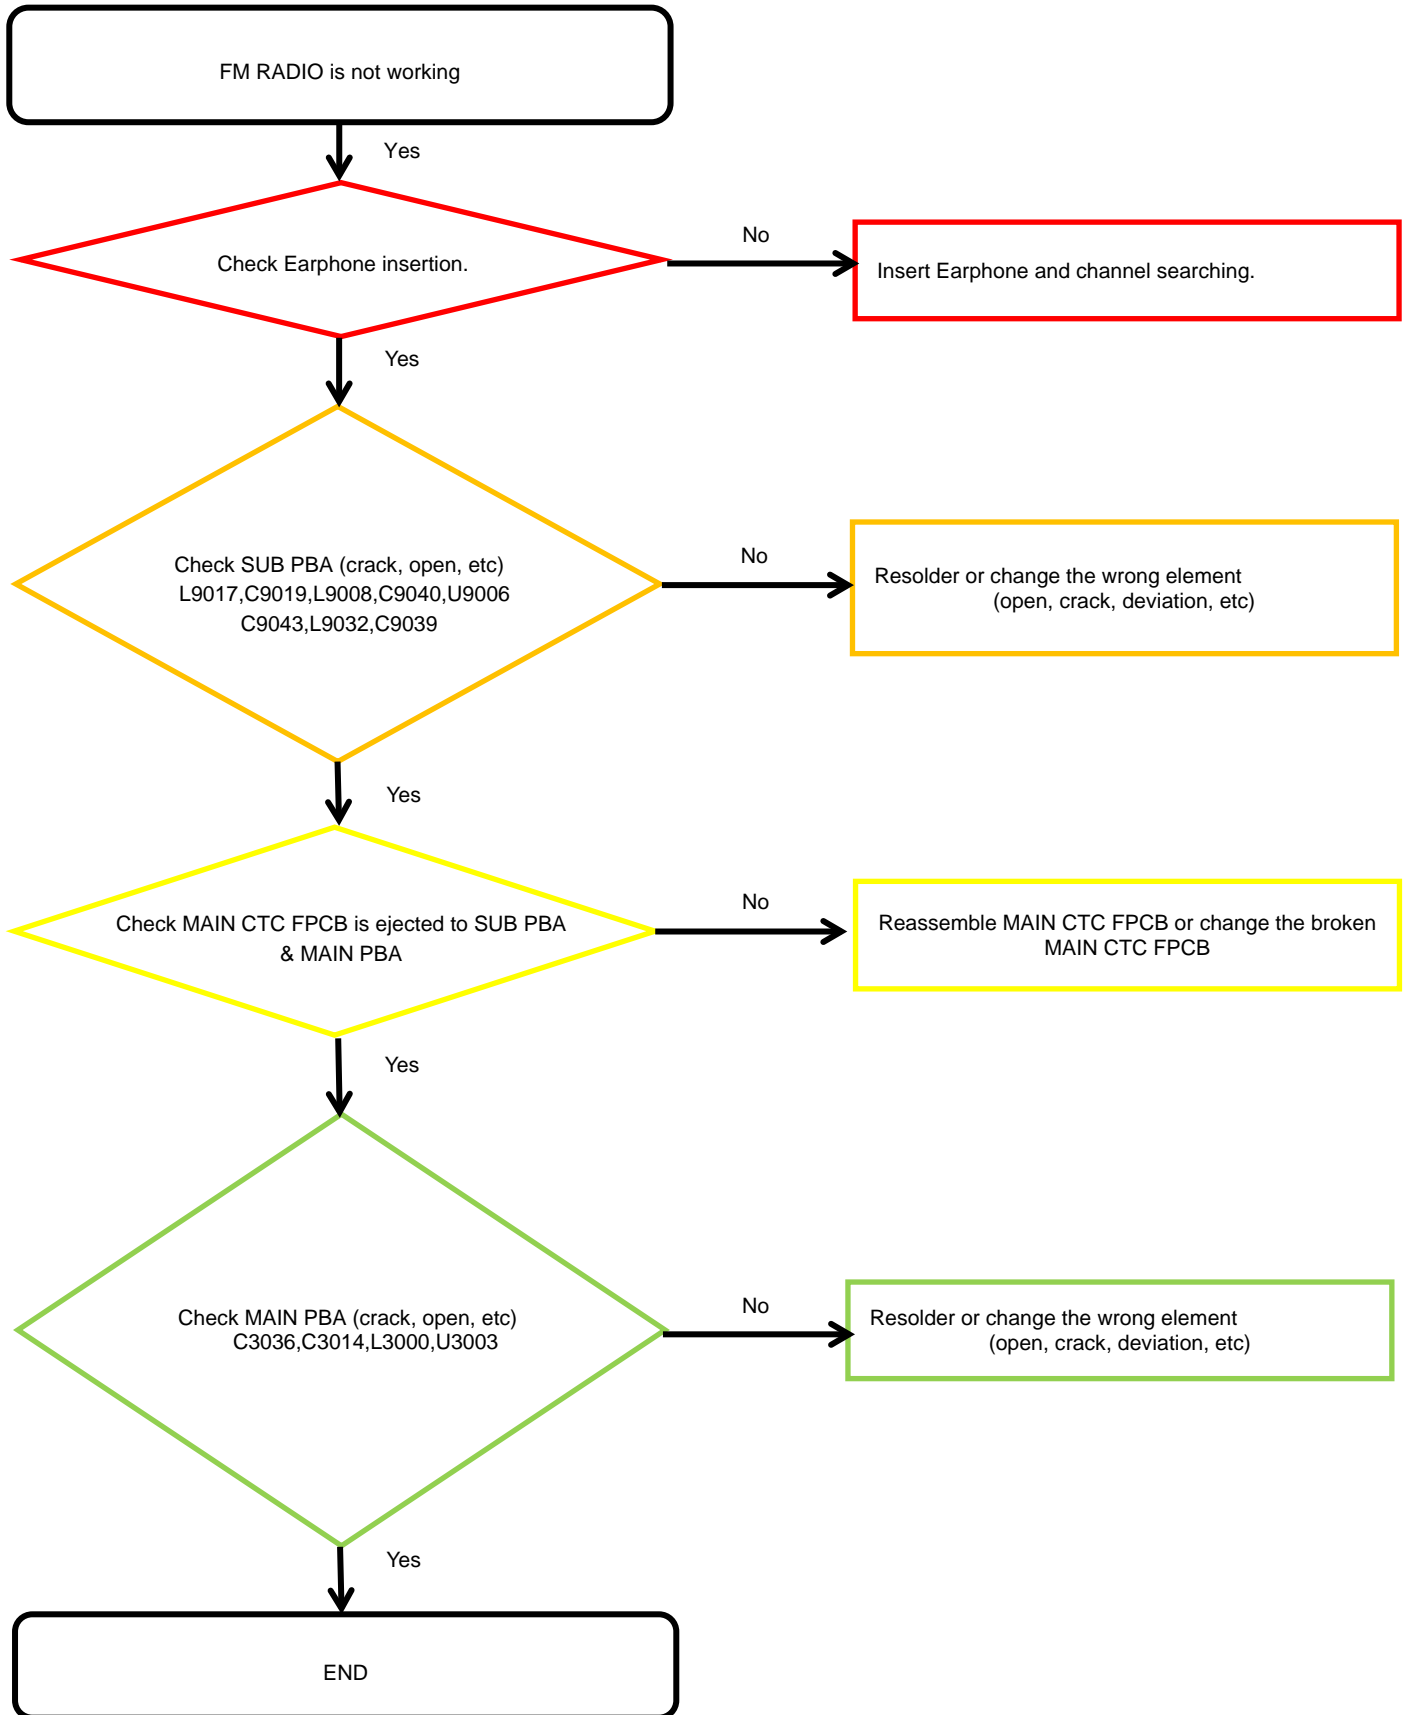 FM RADIO is not working
Yes
Check Earphone insertion.
No
Insert Earphone and channel searching.
Yes
Check SUB PBA (crack, open, etc)
L9017,C9019,L9008,C9040,U9006
C9043,L9032,C9039
No
Resolder or change the wrong element
(open, crack, deviation, etc)
Yes
Check MAIN CTC FPCB is ejected to SUB PBA
& MAIN PBA
No
Reassemble MAIN CTC FPCB or change the broken
MAIN CTC FPCB
Yes
Check MAIN PBA (crack, open, etc)
C3036,C3014,L3000,U3003
No
Resolder or change the wrong element
(open, crack, deviation, etc)
Yes
END